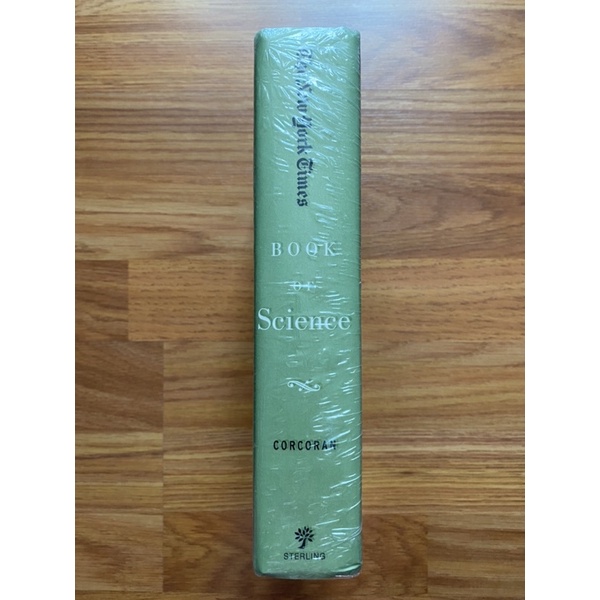 The New York Times
BOOK
OF
Science
CORCORAN
STERLING